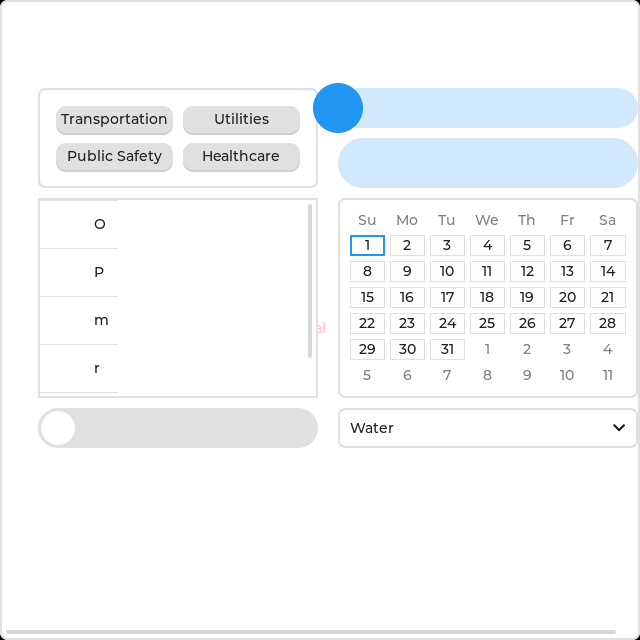 Transportation Utilities
Public Safety Healthcare
O
P
m
r
al
Su Mo Tu We Th Fr Sa
1 2 3 4 5 6 7
8 9 10 11 12 13 14
15 16 17 18 19 20 21
22 23 24 25 26 27 28
29 30 31 1 2 3 4
5 6 7 8 9 10 11
Water